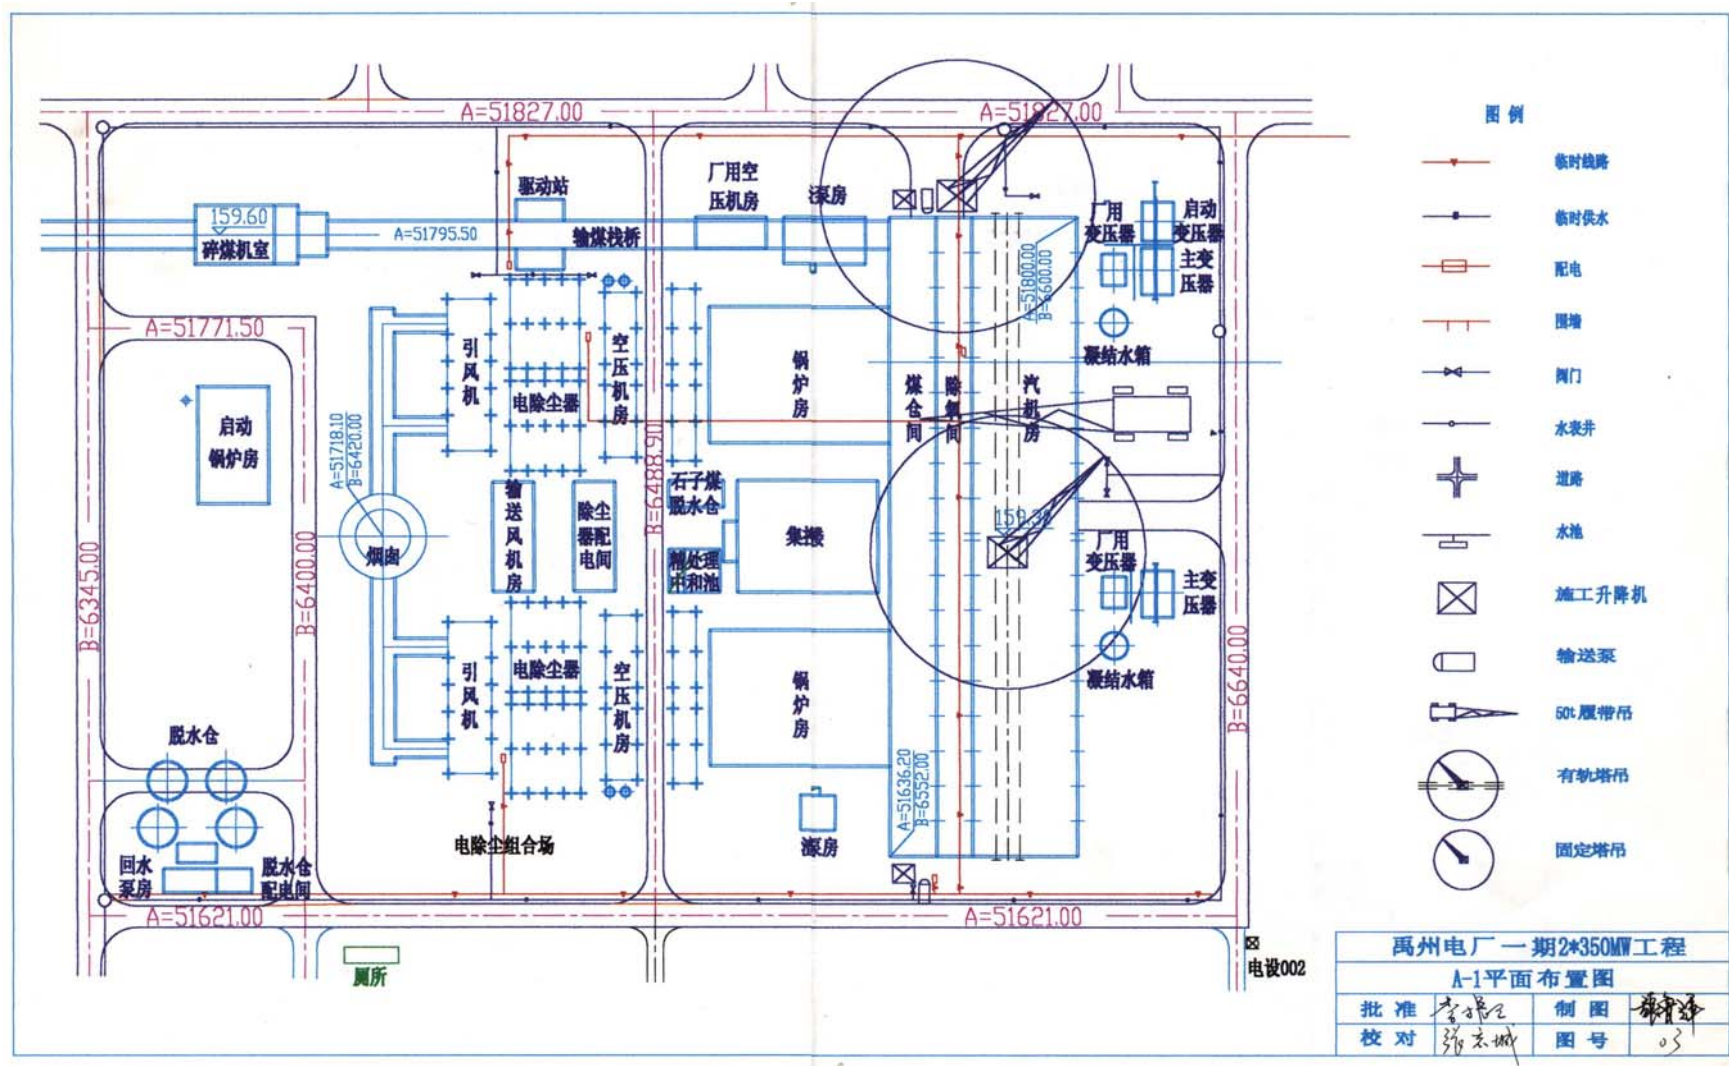 A=51827.00
A=51827.00
图例
临时线路
临时供水
配电
围墙
阀门
水表井
道路
水池
施工升降机
输送泵
50t履带吊
有轨塔吊
固定塔吊
驱动站
厂用空
压机房
泵房
159.60
碎煤机室
A=51795.50
输煤栈桥
厂用
变压器
启动
变压器
主变
压器
A=51800.00
B=6600.00
凝结水箱
A=51771.50
引风机
电除尘器
空压机房
锅炉房
煤仓间
除氧间
汽机房
启动
锅炉房
A=51718.10
B=6420.00
B=6488.90
输送风机房
除尘
器配
电间
石子煤
脱水仓
集控楼
精处理
中和池
烟囱
159.30
厂用
变压器
主变
压器
凝结水箱
B=6345.00
B=6400.00
B=6640.00
引风机
电除尘器
空压机房
锅炉房
脱水仓
A=51636.20
B=6552.00
泵房
电除尘组合场
回水
泵房
脱水仓
配电间
A=51621.00
A=51621.00
厕所
电设002
禹州电厂一期2*350MW工程
A-1平面布置图
批准
制图
校对
图号
03